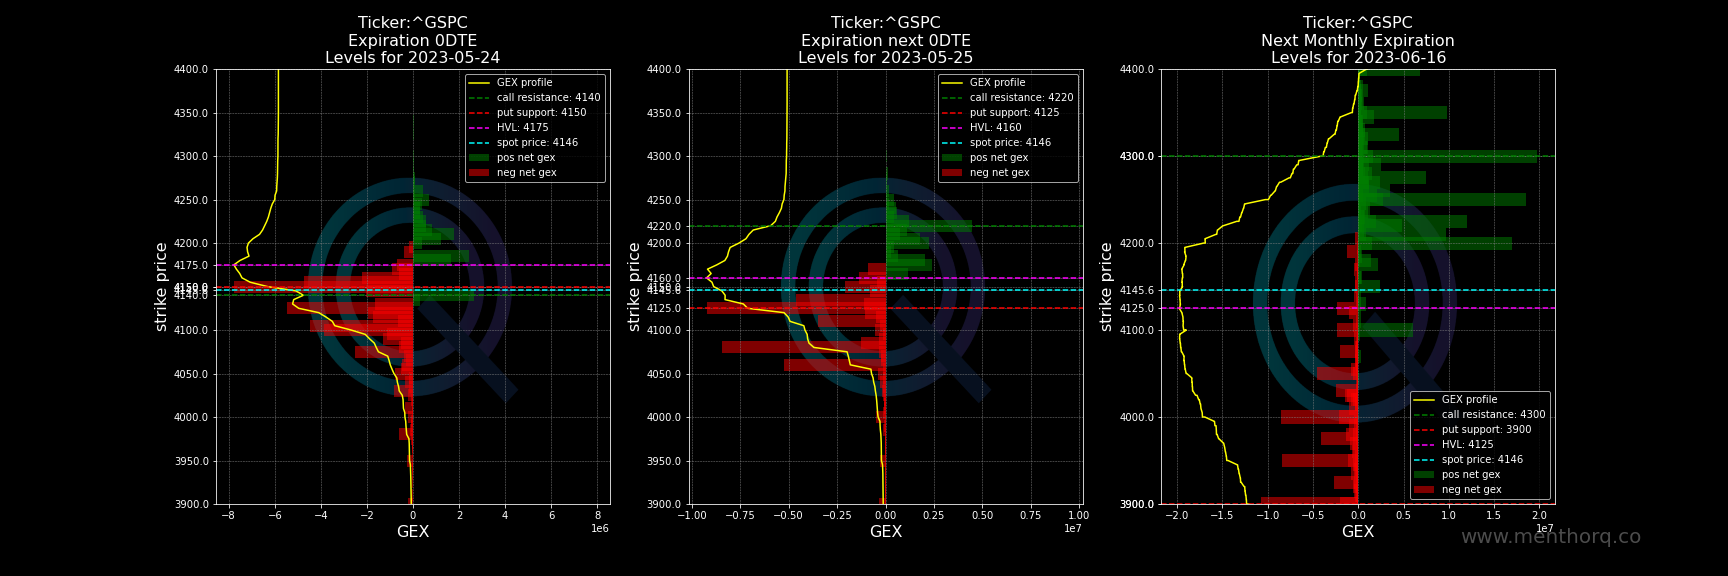 Ticker:^GSPC
Expiration 0DTE
Levels for 2023-05-24
4400.0
4350.0
4300.0
4250.0
4200.0
4175.0
4150.0
4140.0
4100.0
4050.0
4000.0
3950.0
3900.0
strike price
GEX profile
call resistance: 4140
put support: 4150
HVL: 4175
spot price: 4146
pos net gex
neg net gex
−8 −6 −4 −2 0 2 4 6 8
1e6
GEX
Ticker:^GSPC
Expiration next 0DTE
Levels for 2023-05-25
4400.0
4350.0
4300.0
4250.0
4220.0
4200.0
4160.0
4150.0
4125.0
4100.0
4050.0
4000.0
3950.0
3900.0
strike price
GEX profile
call resistance: 4220
put support: 4125
HVL: 4160
spot price: 4146
pos net gex
neg net gex
−1.00 −0.75 −0.50 −0.25 0.00 0.25 0.50 0.75 1.00
1e7
GEX
Ticker:^GSPC
Next Monthly Expiration
Levels for 2023-06-16
4400.0
4300.0
4200.0
4145.6
4125.0
4100.0
4000.0
3900.0
strike price
GEX profile
call resistance: 4300
put support: 3900
HVL: 4125
spot price: 4146
pos net gex
neg net gex
−2.0 −1.5 −1.0 −0.5 0.0 0.5 1.0 1.5 2.0
1e7
GEX
www.menthorq.co